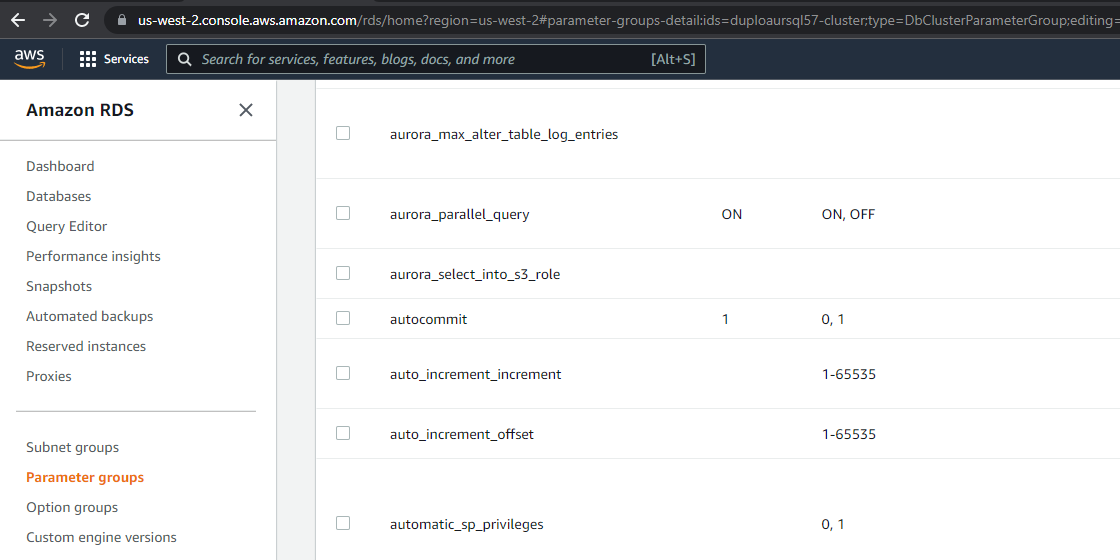 us-west-2.console.aws.amazon.com/rds/home?region=us-west-2#parameter-groups-detail:ids=duploaursql57-cluster;type=DbClusterParameterGroup;editing=
aws Services Search for services, features, blogs, docs, and more [Alt+S]
Amazon RDS
Dashboard
Databases
Query Editor
Performance insights
Snapshots
Automated backups
Reserved instances
Proxies
Subnet groups
Parameter groups
Option groups
Custom engine versions
aurora_max_alter_table_log_entries
aurora_parallel_query ON ON, OFF
aurora_select_into_s3_role
autocommit 1 0, 1
auto_increment_increment 1-65535
auto_increment_offset 1-65535
automatic_sp_privileges 0, 1